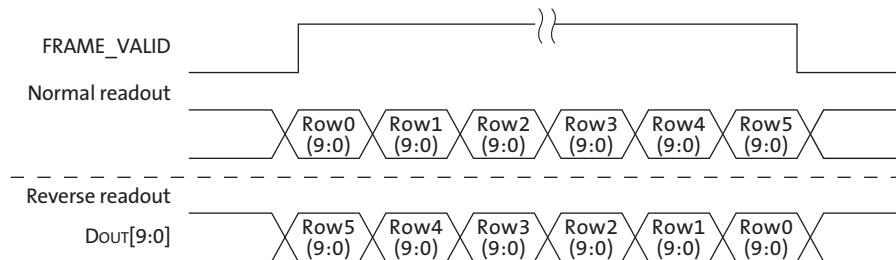 FRAME_VALID
Normal readout
Row0 Row1 Row2 Row3 Row4 Row5
(9:0) (9:0) (9:0) (9:0) (9:0) (9:0)
Reverse readout
Row5 Row4 Row3 Row2 Row1 Row0
DOUT[9:0] (9:0) (9:0) (9:0) (9:0) (9:0) (9:0)